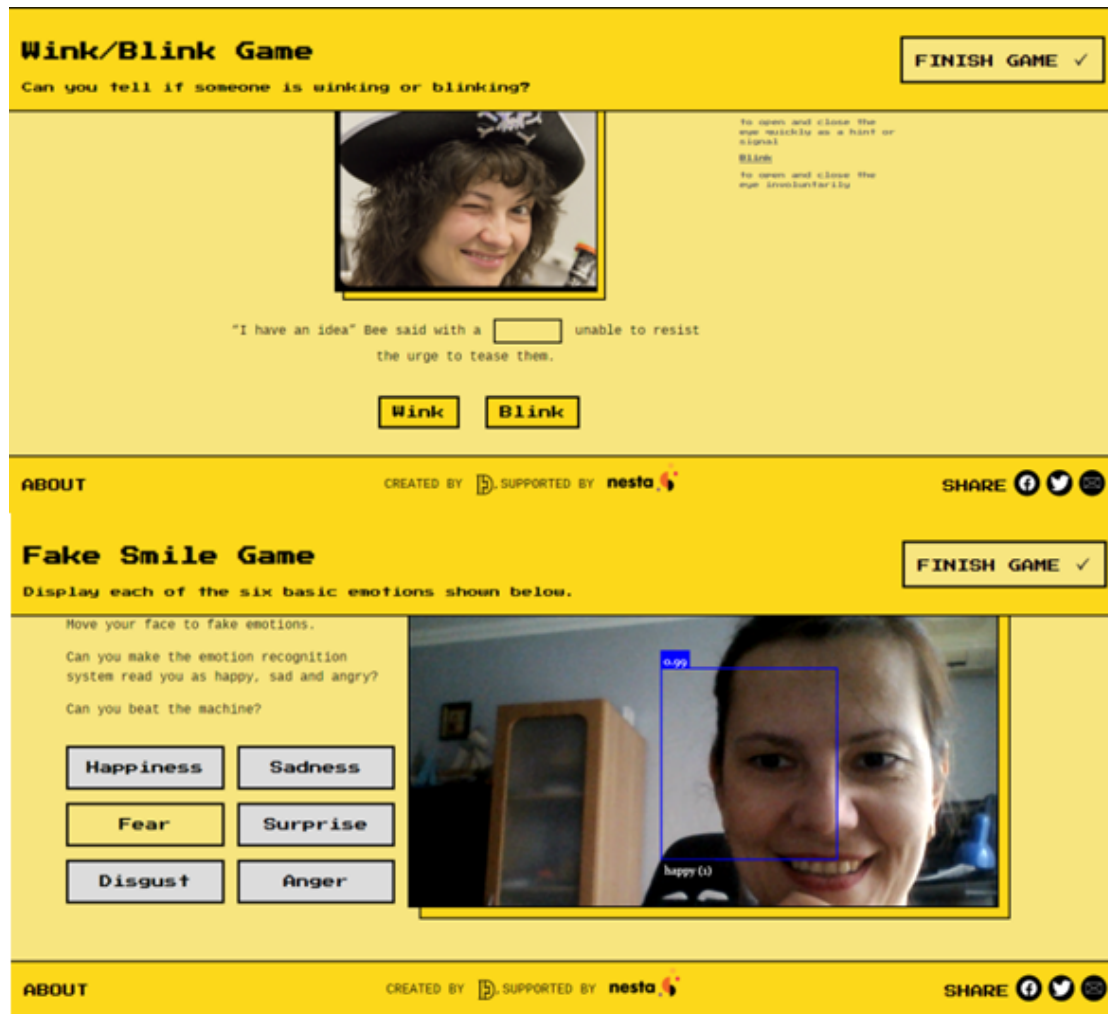 Wink/Blink Game
Can you tell if someone is winking or blinking?
FINISH GAME ✓
to open and close the
eye quickly as a hint or
signal
Blink
to open and close the
eye involuntarily
“I have an idea” Bee said with a unable to resist
the urge to tease them.
Wink Blink
ABOUT
CREATED BY , SUPPORTED BY nesta
SHARE
Fake Smile Game
Display each of the six basic emotions shown below.
FINISH GAME ✓
Move your face to fake emotions.
Can you make the emotion recognition
system read you as happy, sad and angry?
Can you beat the machine?
Happiness Sadness
Fear Surprise
Disgust Anger
0.99
happy (1)
ABOUT
CREATED BY , SUPPORTED BY nesta
SHARE